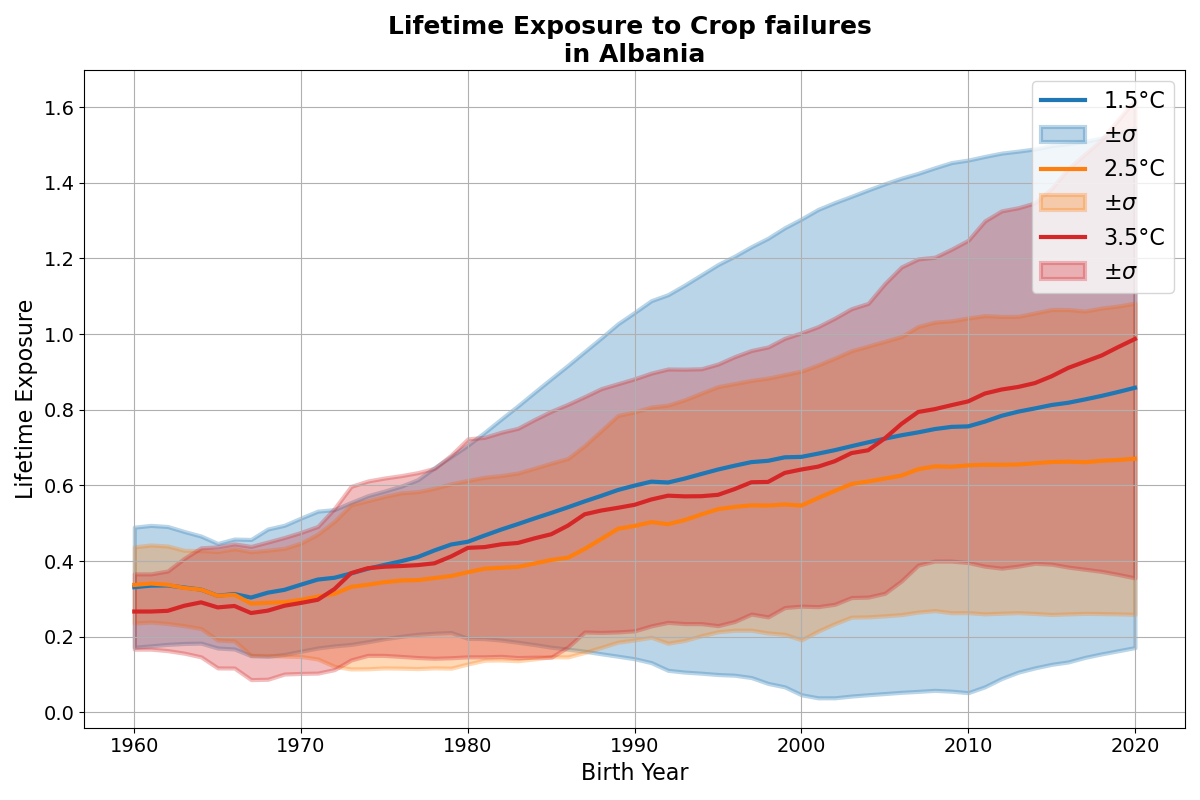 Lifetime Exposure to Crop failures
in Albania
1.5°C
±σ
2.5°C
±σ
3.5°C
±σ
Lifetime Exposure
1.6
1.4
1.2
1.0
0.8
0.6
0.4
0.2
0.0
1960 1970 1980 1990 2000 2010 2020
Birth Year